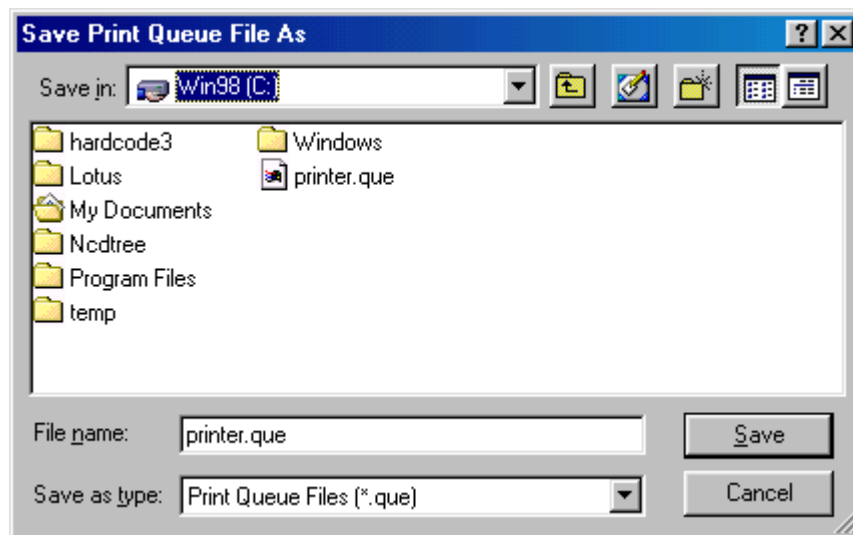 Save Print Queue File As
Save in: Win98 (C:)
hardcode3
Lotus
My Documents
Ncdtree
Program Files
temp
Windows
printer.que
File name: printer.que Save
Save as type: Print Queue Files (*.que) Cancel